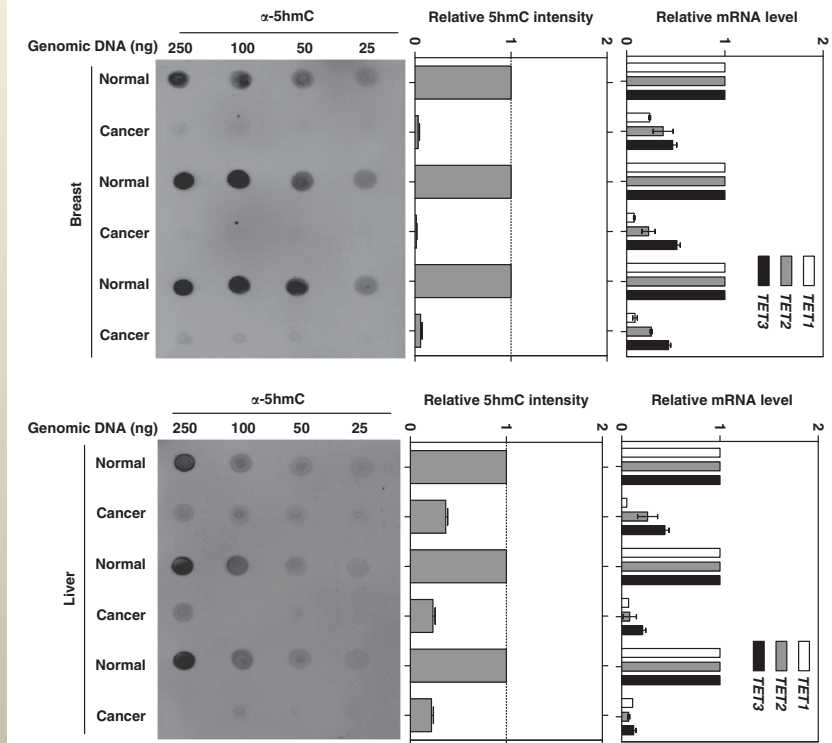 α-5hmC
Relative 5hmC intensity
Relative mRNA level
Genomic DNA (ng) 250 100 50 25
0 1 2
0 1 2
Breast
Normal
Cancer
Normal
Cancer
Normal
Cancer
TET1
TET2
TET3
α-5hmC
Relative 5hmC intensity
Relative mRNA level
Genomic DNA (ng) 250 100 50 25
0 1 2
0 1 2
Liver
Normal
Cancer
Normal
Cancer
Normal
Cancer
TET1
TET2
TET3